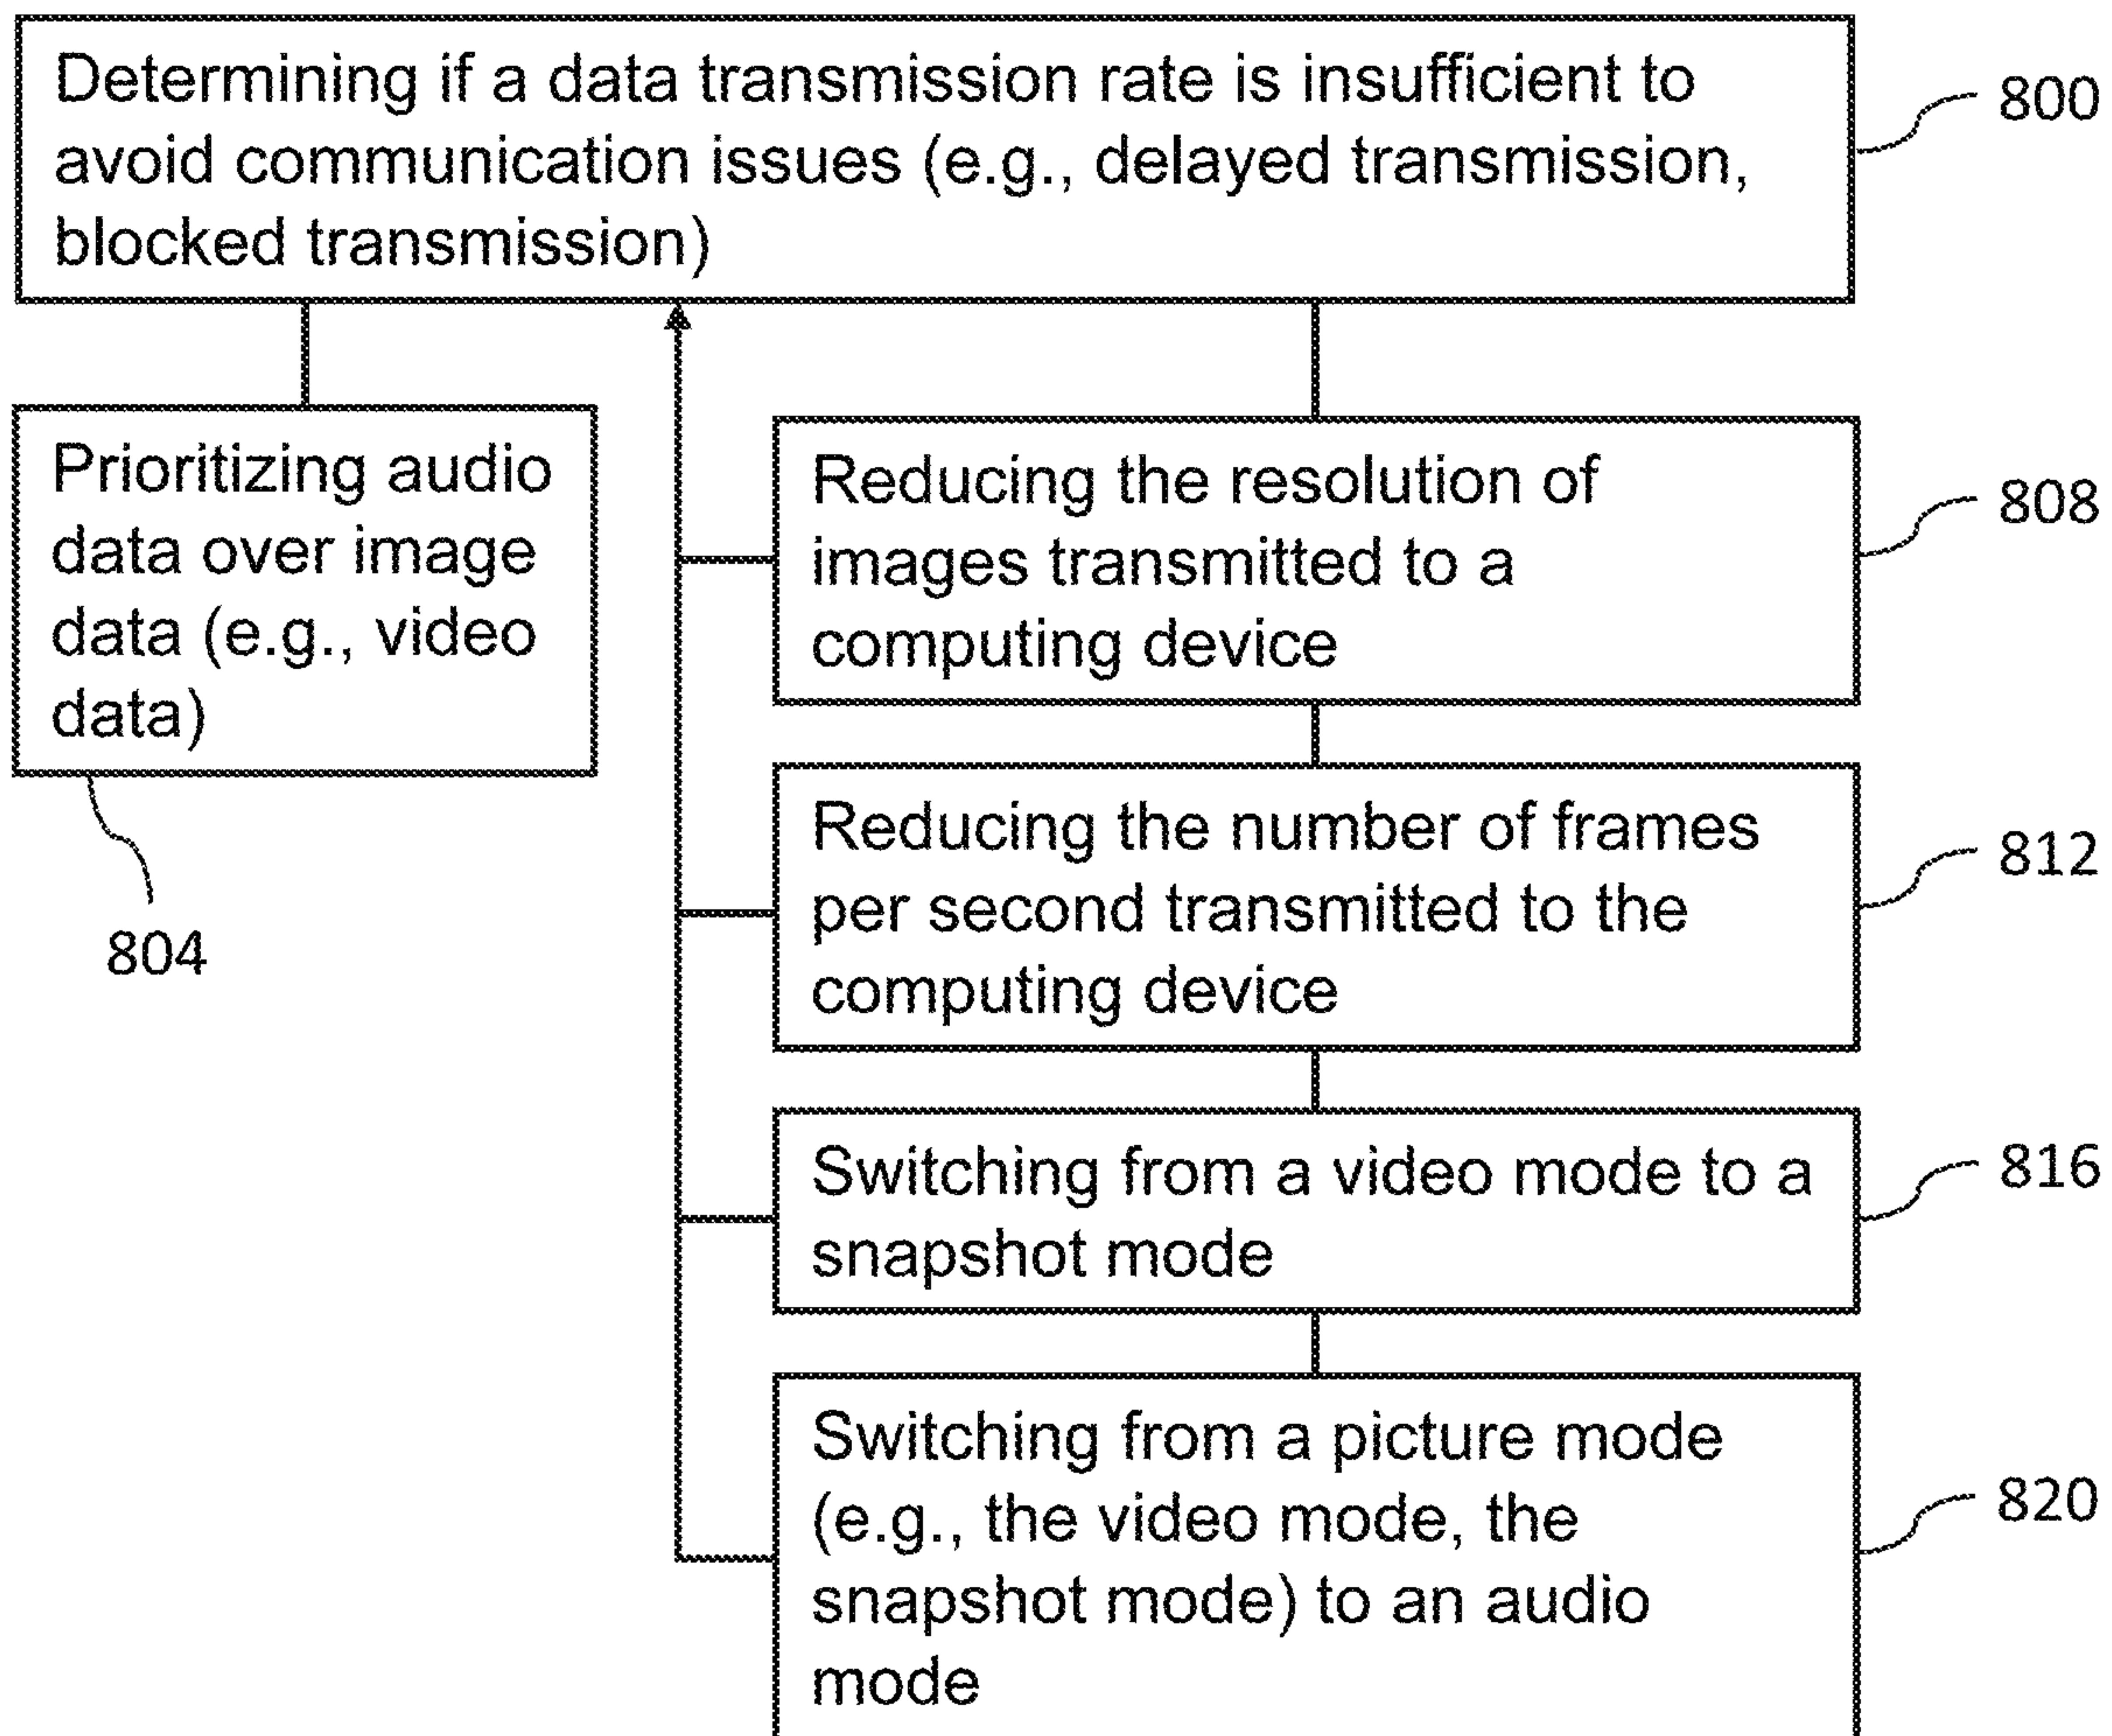 Determining if a data transmission rate is insufficient to
avoid communication issues (e.g., delayed transmission,
blocked transmission)
800
Prioritizing audio
data over image
data (e.g., video
data)
804
Reducing the resolution of
images transmitted to a
computing device
808
Reducing the number of frames
per second transmitted to the
computing device
812
Switching from a video mode to a
snapshot mode
816
Switching from a picture mode
(e.g., the video mode, the
snapshot mode) to an audio
mode
820